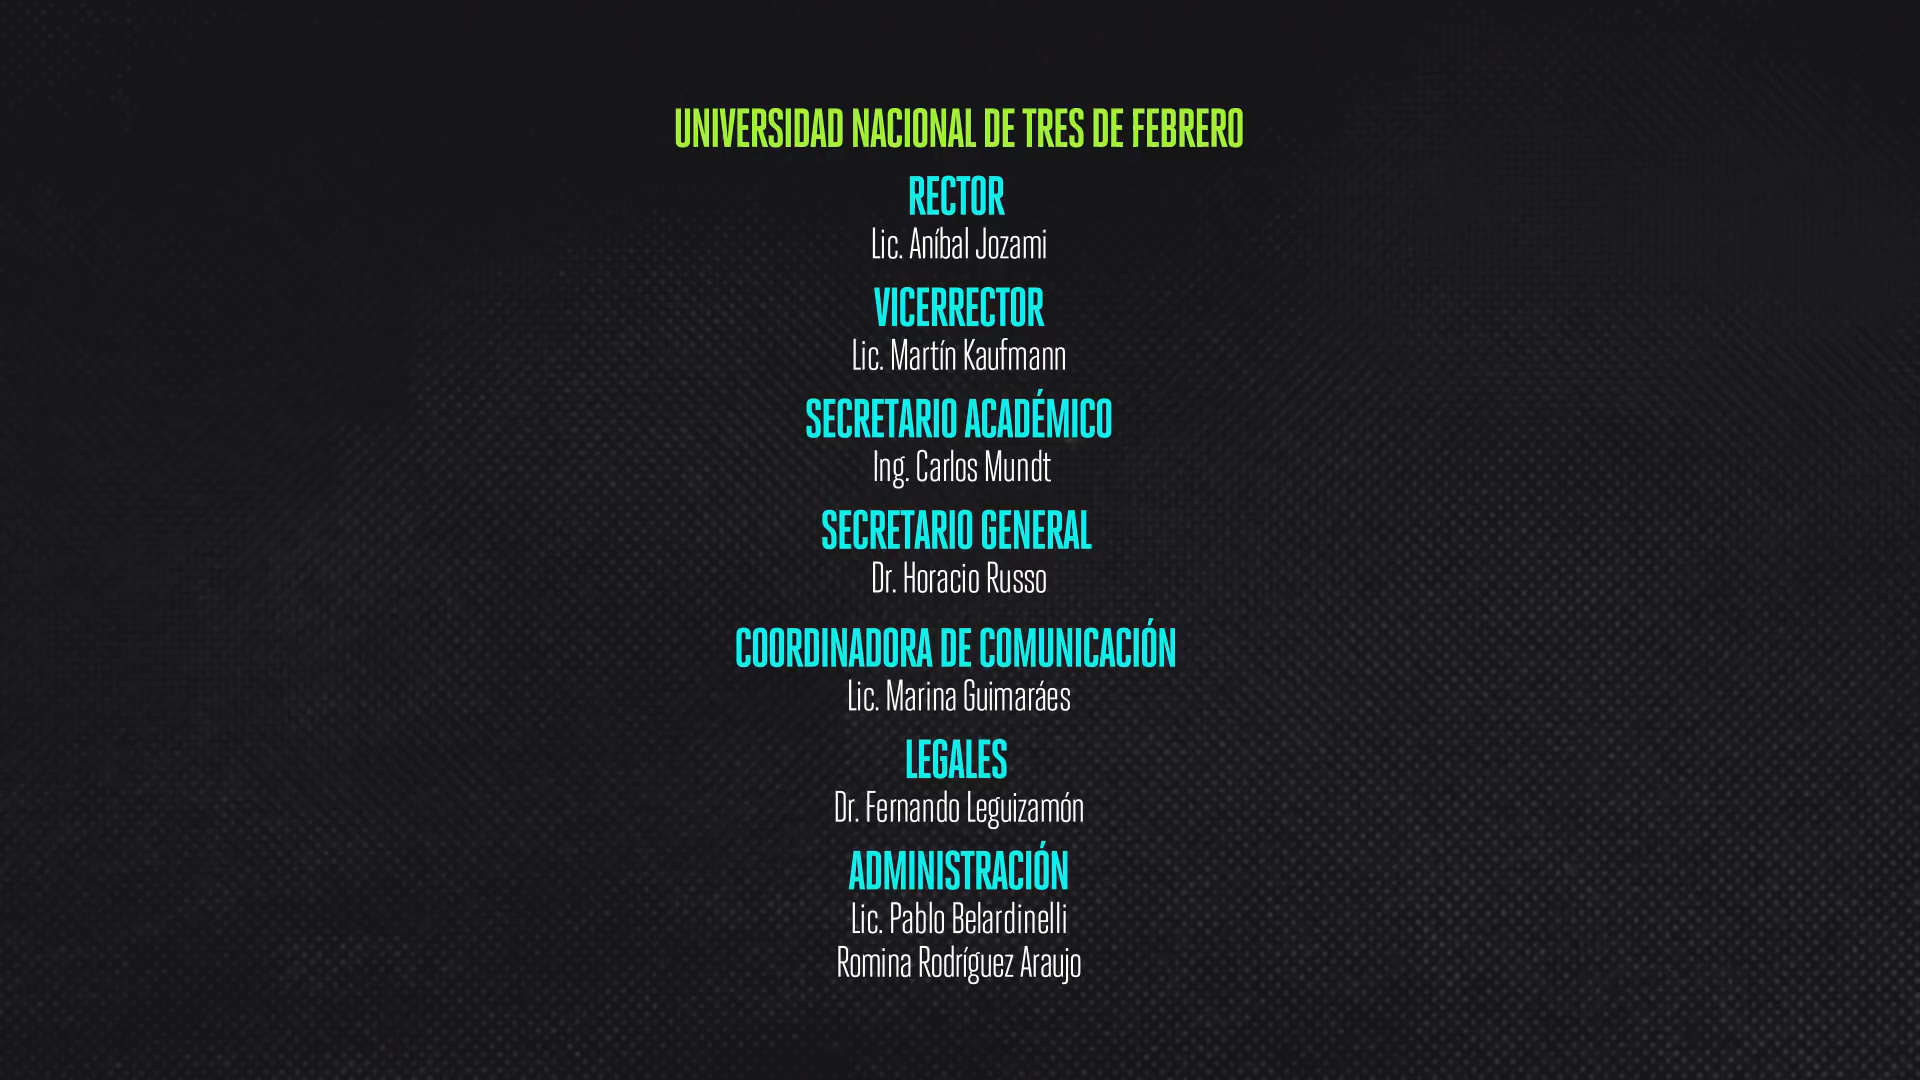 UNIVERSIDAD NACIONAL DE TRES DE FEBRERO
RECTOR
Lic. Aníbal Jozami
VICERRECTOR
Lic. Martín Kaufmann
SECRETARIO ACADÉMICO
Ing. Carlos Mundt
SECRETARIO GENERAL
Dr. Horacio Russo
COORDINADORA DE COMUNICACIÓN
Lic. Marina Guimaráes
LEGALES
Dr. Fernando Leguizamón
ADMINISTRACIÓN
Lic. Pablo Belardinelli
Romina Rodríguez Araujo